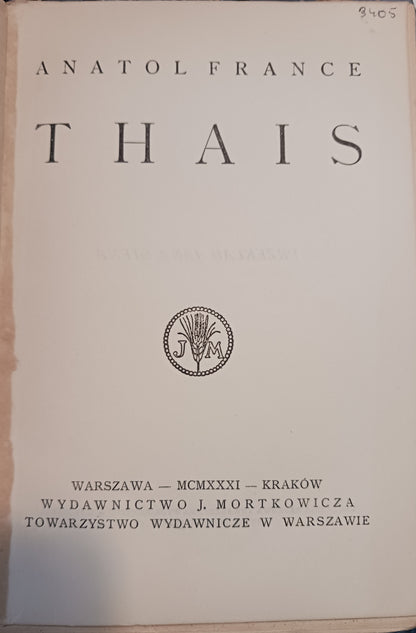 3405
ANATOL FRANCE
THAIS
J M
WARSZAWA — MCMXXXI — KRAKÓW
WYDAWNICTWO J. MORTKOWICZA
TOWARZYSTWO WYDAWNICZE W WARSZAWIE